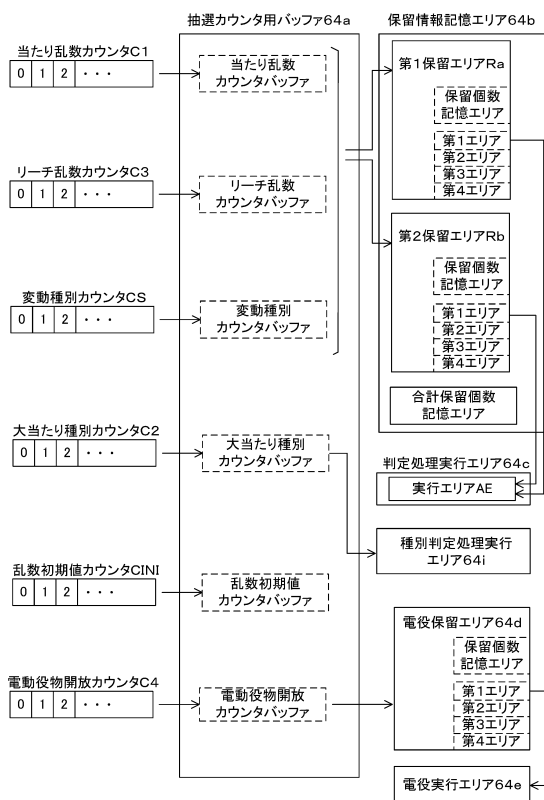 抽選カウンタ用バッファ64a
保留情報記憶エリア64b
当たり乱数カウンタC1
0 1 2 ・・・
当たり乱数
カウンタバッファ
第1保留エリアRa
保留個数
記憶エリア
第1エリア
第2エリア
第3エリア
第4エリア
リーチ乱数カウンタC3
0 1 2 ・・・
リーチ乱数
カウンタバッファ
第2保留エリアRb
保留個数
記憶エリア
第1エリア
第2エリア
第3エリア
第4エリア
変動種別カウンタCS
0 1 2 ・・・
変動種別
カウンタバッファ
合計保留個数
記憶エリア
大当たり種別カウンタC2
0 1 2 ・・・
大当たり種別
カウンタバッファ
判定処理実行エリア64c
実行エリアAE
種別判定処理実行
エリア64i
乱数初期値カウンタCINI
0 1 2 ・・・
乱数初期値
カウンタバッファ
電役保留エリア64d
保留個数
記憶エリア
第1エリア
第2エリア
第3エリア
第4エリア
電動役物開放カウンタC4
0 1 2 ・・・
電動役物開放
カウンタバッファ
電役実行エリア64e